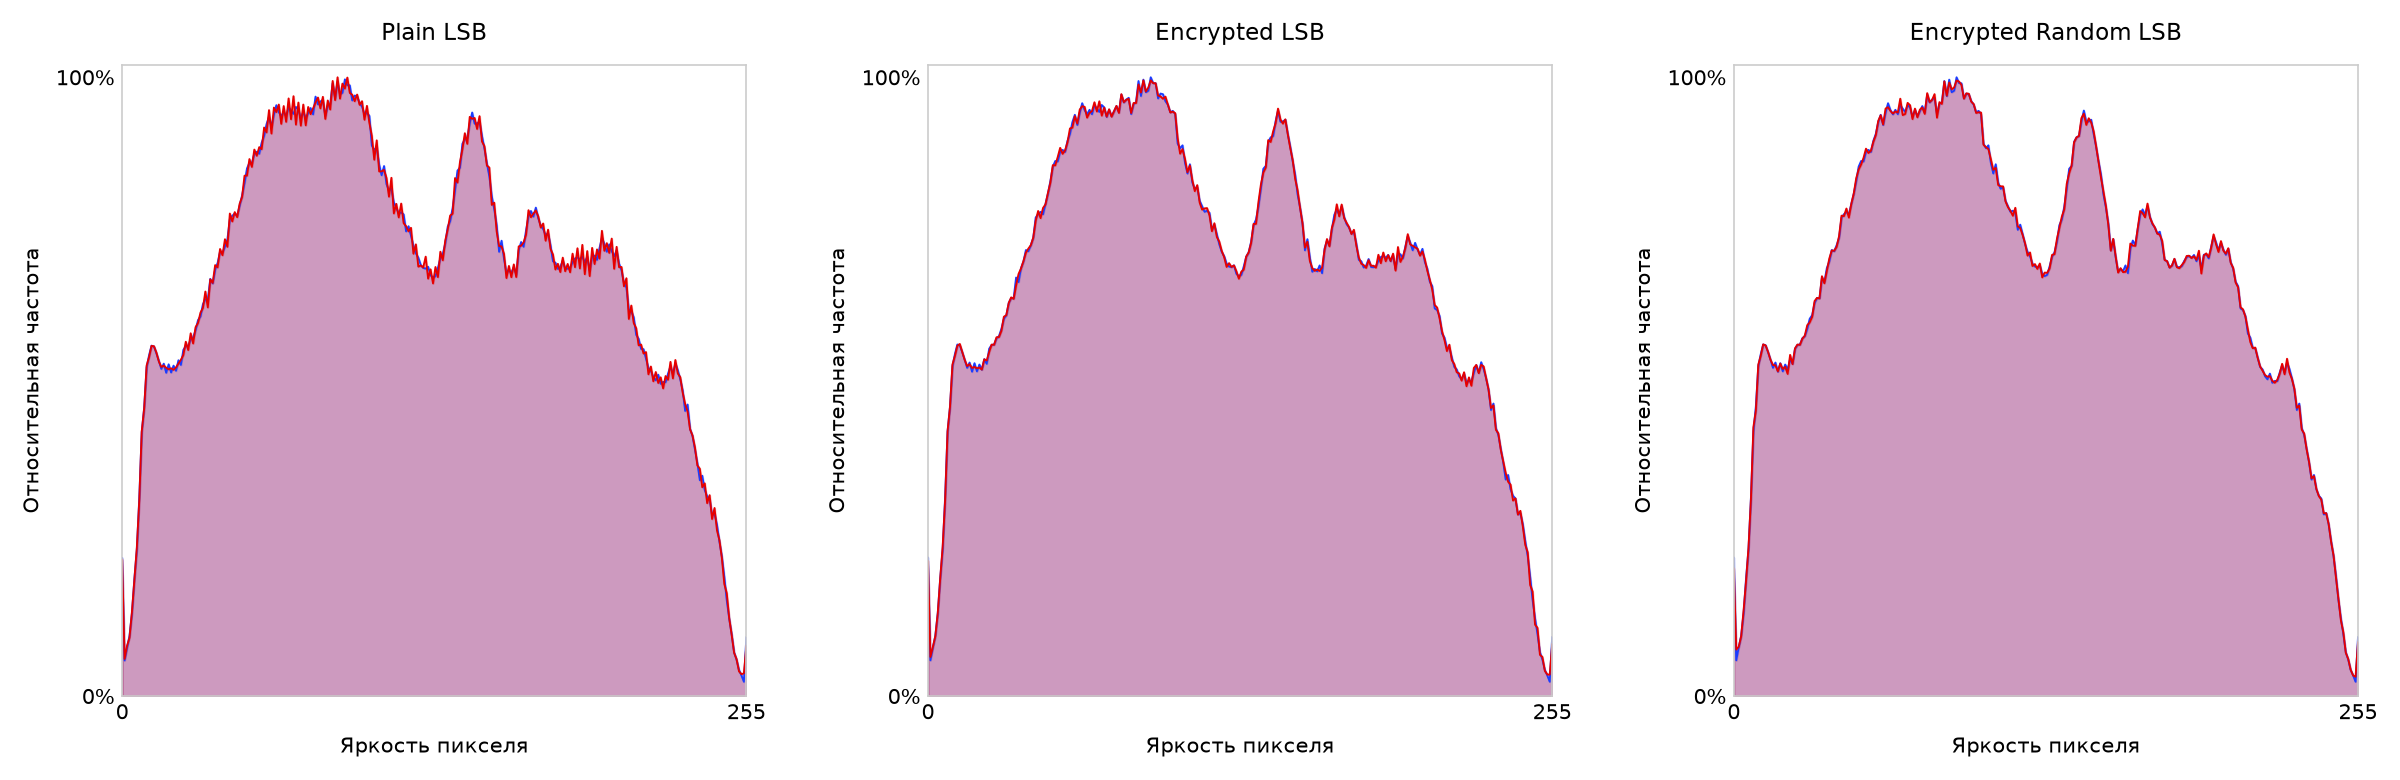 Plain LSB
100%
Относительная частота
0%
0
255
Яркость пикселя
Encrypted LSB
100%
Относительная частота
0%
0
255
Яркость пикселя
Encrypted Random LSB
100%
Относительная частота
0%
0
255
Яркость пикселя